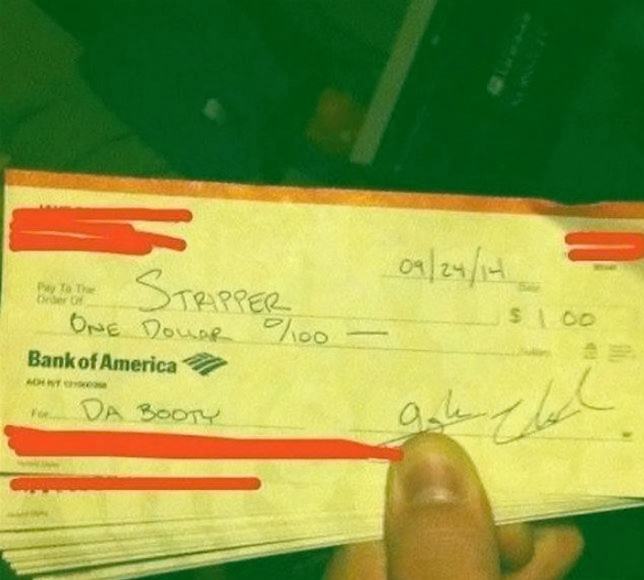 09/24/14
Date
Pay To The
Order Of
STRIPPER
$ 1 00
ONE DOLLAR 0/100 —
Bank of America
For
DA BOOTY